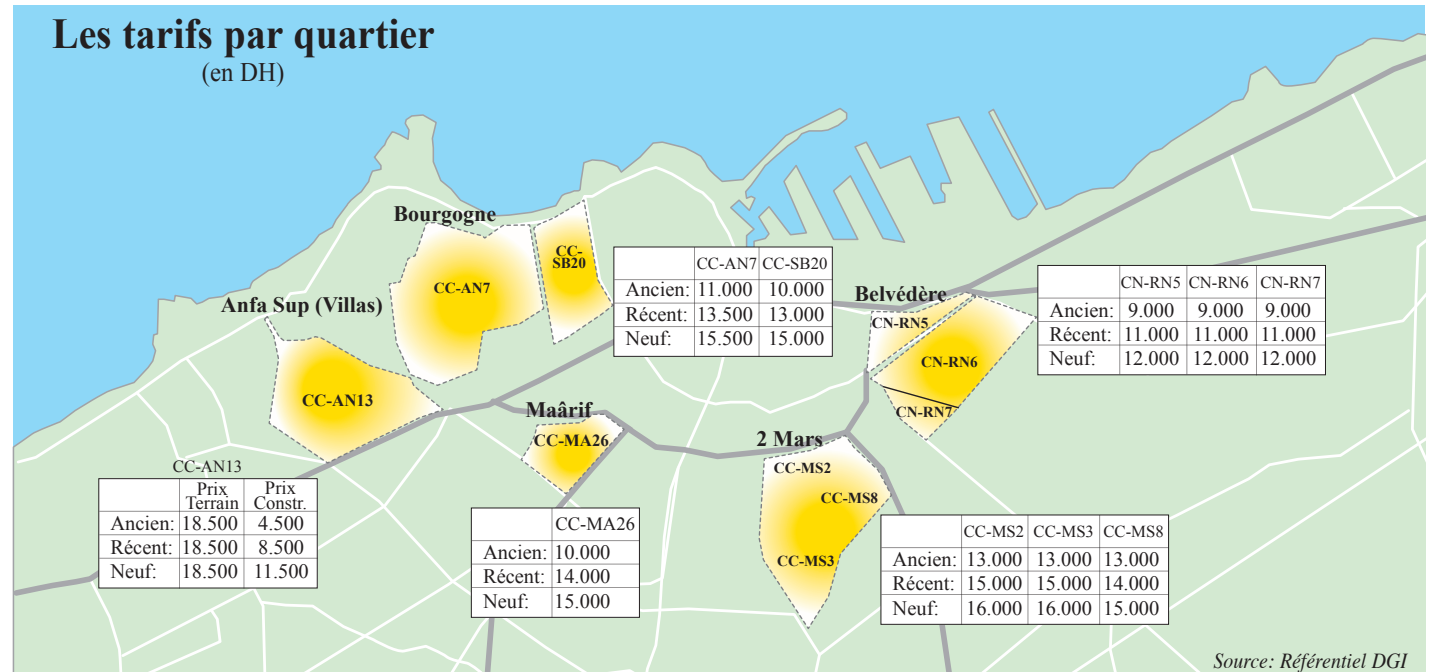 Les tarifs par quartier
(en DH)
Bourgogne
CC-
SB20
CC-AN7
Anfa Sup (Villas)
CC-AN13
CC-AN7 CC-SB20
Ancien: 11.000 10.000
Récent: 13.500 13.000
Neuf: 15.500 15.000
Belvédère
CN-RN5
CN-RN6
CN-RN7
CN-RN5 CN-RN6 CN-RN7
Ancien: 9.000 9.000 9.000
Récent: 11.000 11.000 11.000
Neuf: 12.000 12.000 12.000
Maârif
CC-MA26
2 Mars
CC-MS2
CC-MS8
CC-MS3
CC-AN13
Prix Prix
Terrain Constr.
Ancien: 18.500 4.500
Récent: 18.500 8.500
Neuf: 18.500 11.500
CC-MA26
Ancien: 10.000
Récent: 14.000
Neuf: 15.000
CC-MS2 CC-MS3 CC-MS8
Ancien: 13.000 13.000 13.000
Récent: 15.000 15.000 14.000
Neuf: 16.000 16.000 15.000
Source: Référentiel DGI